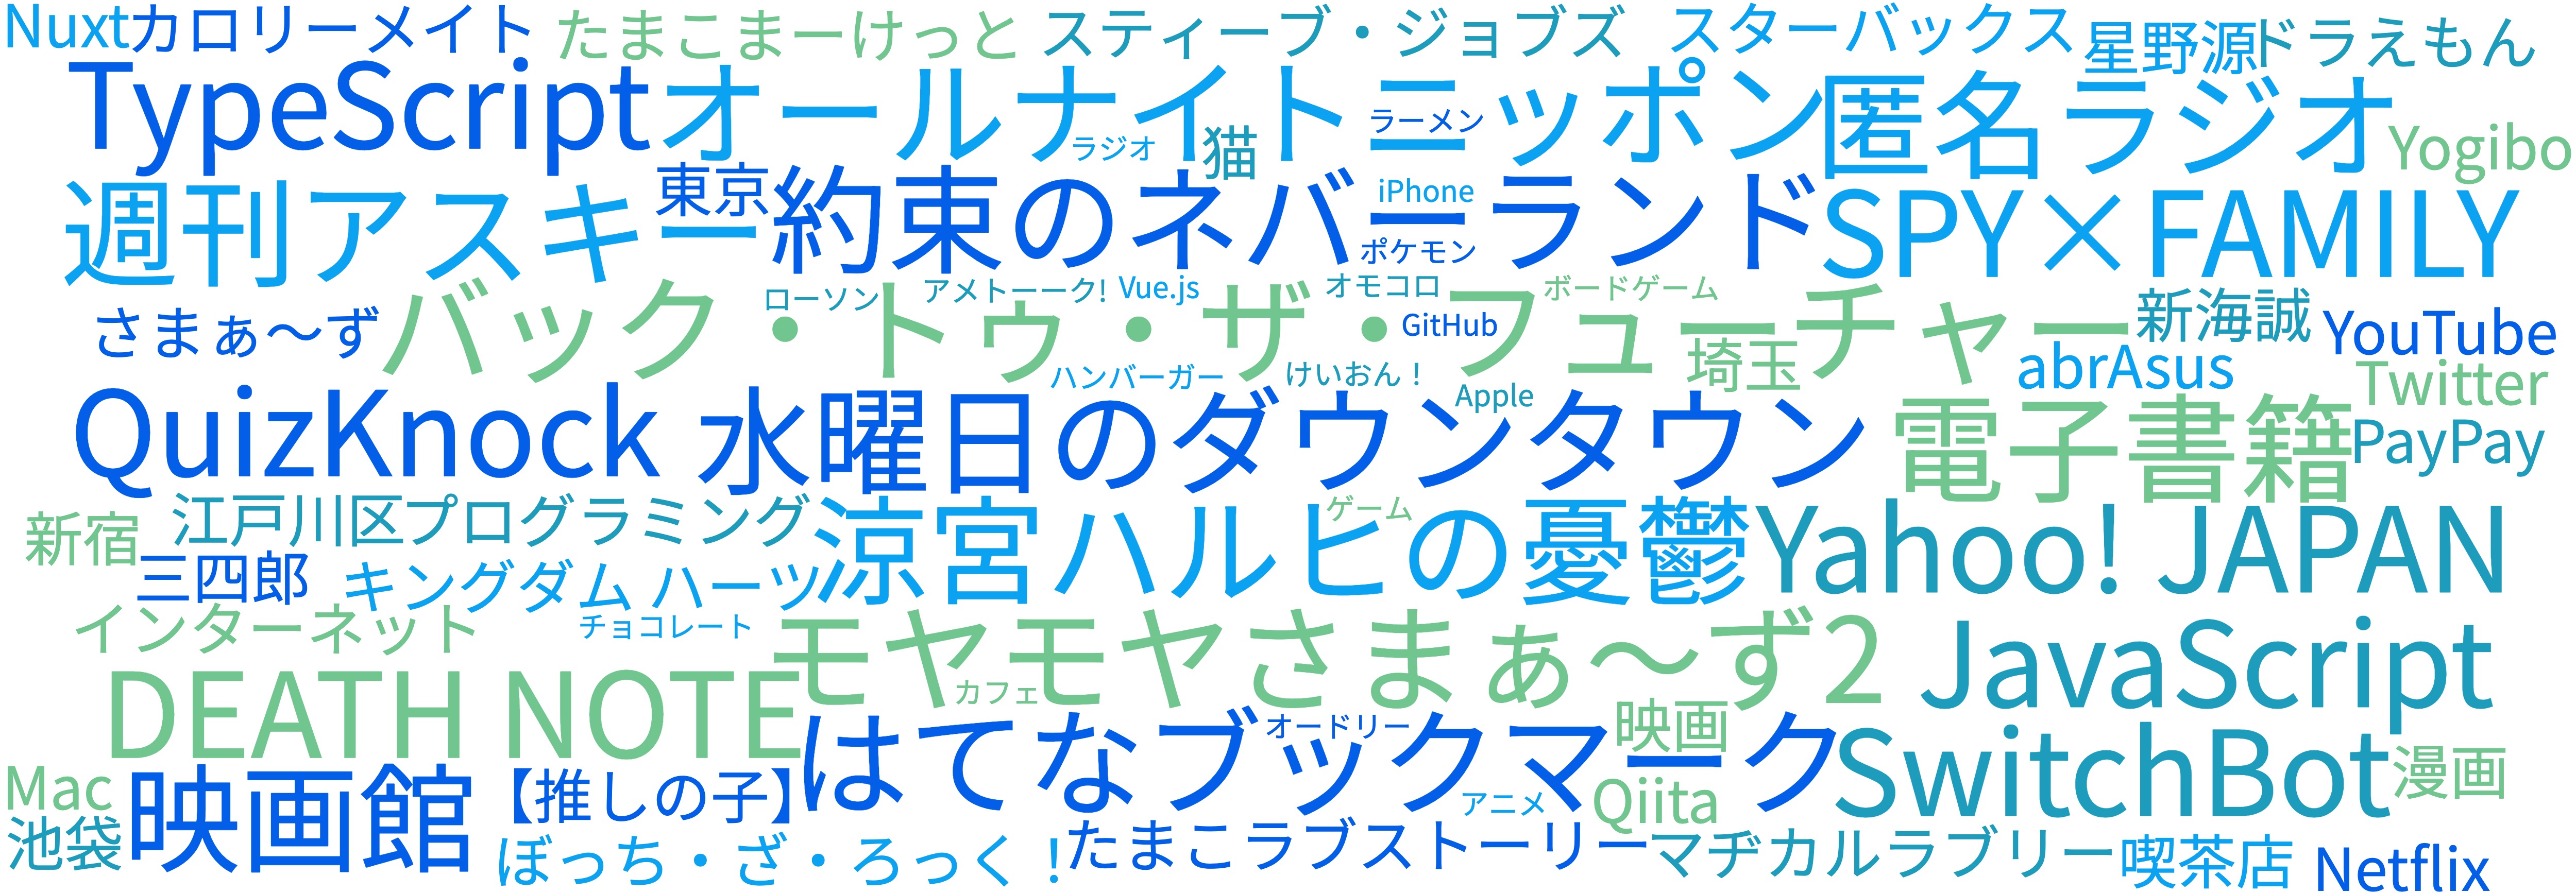 Nuxt
カロリーメイト
たまこまーけっと
スティーブ・ジョブズ
スターバックス
星野源
ドラえもん
TypeScript
オールナイトニッポン
ラーメン
匿名ラジオ
ラジオ
猫
Yogibo
週刊アスキー
東京
約束のネバーランド
iPhone
ポケモン
SPY×FAMILY
さまぁ〜ず
バック・トゥ・ザ・フューチャー
ローソン
アメトーーク!
Vue.js
オモコロ
ボードゲーム
GitHub
新海誠
YouTube
埼玉
abrAsus
Twitter
ハンバーガー
けいおん！
Apple
QuizKnock
水曜日のダウンタウン
電子書籍
PayPay
江戸川区
プログラミング
新宿
涼宮ハルヒの憂鬱
ゲーム
Yahoo! JAPAN
三四郎
キングダム ハーツ
インターネット
チョコレート
モヤモヤさまぁ〜ず2
JavaScript
DEATH NOTE
カフェ
はてなブックマーク
オードリー
映画
SwitchBot
漫画
Mac
映画館
【推しの子】
アニメ
Qiita
池袋
ぼっち・ざ・ろっく！
たまこラブストーリー
マヂカルラブリー
喫茶店
Netflix